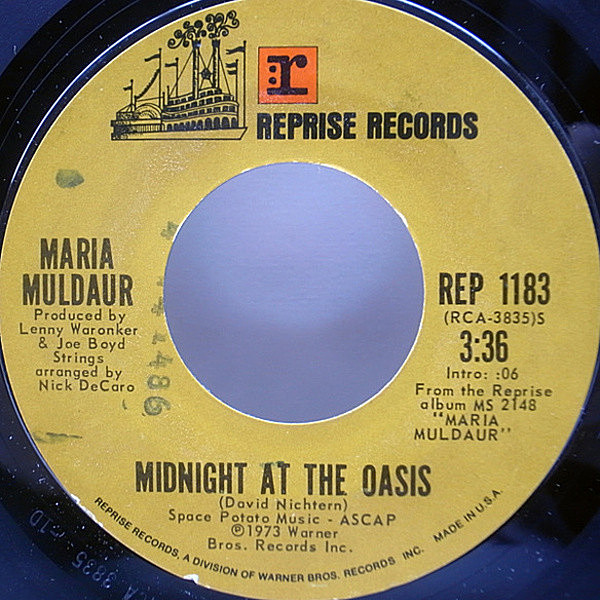 r
REPRISE RECORDS
MARIA
MULDAUR
Produced by
Lenny Waronker
& Joe Boyd
Strings
arranged by
Nick DeCaro
REP 1183
(RCA-3835)S
3:36
Intro: :06
From the Reprise
album MS 2148
"MARIA
MULDAUR"
MIDNIGHT AT THE OASIS
(David Nichtern)
Space Potato Music - ASCAP
℗1973 Warner
Bros. Records Inc.
REPRISE RECORDS, A DIVISION OF WARNER BROS. RECORDS INC. MADE IN U.S.A.